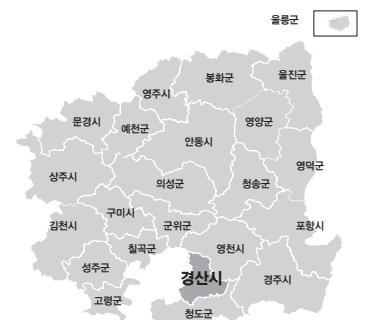 울릉군
봉화군
울진군
영주시
문경시
예천군
영양군
안동시
영덕군
상주시
의성군
청송군
구미시
김천시
군위군
포항시
칠곡군
영천시
성주군
경산시
경주시
고령군
청도군